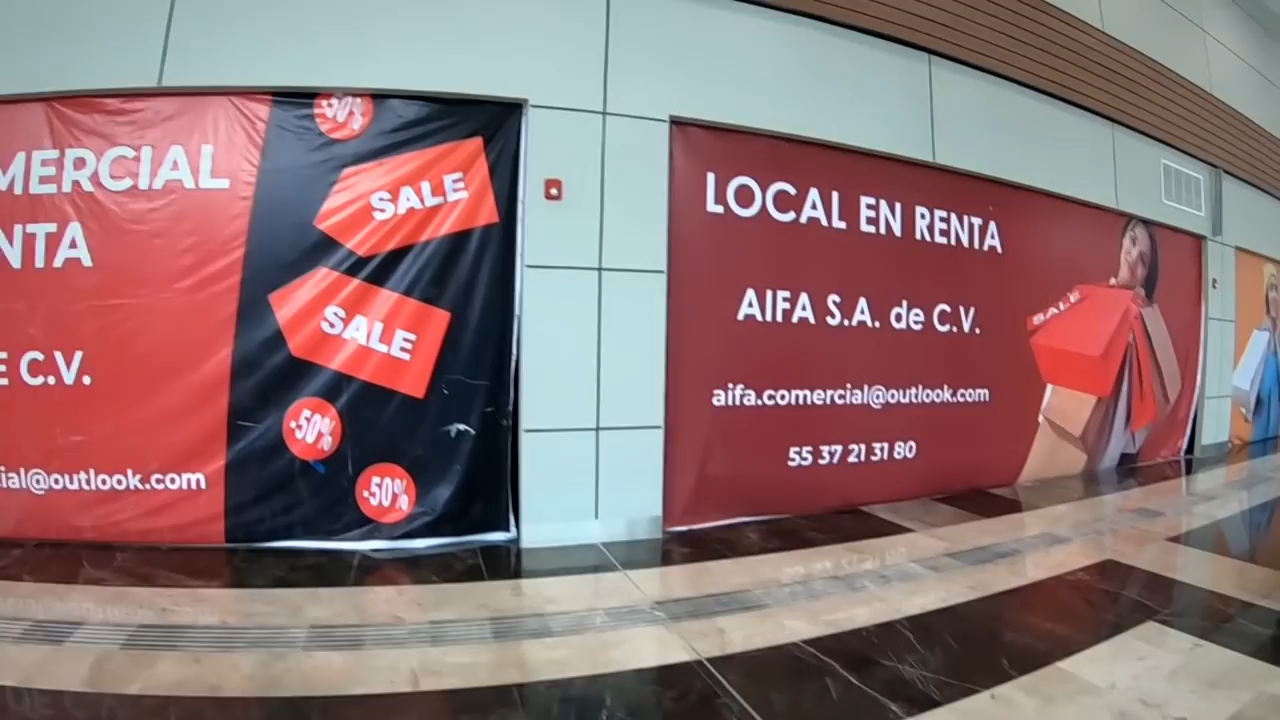 MERCIAL
NTA
E C.V.
ial@outlook.com
-50%
SALE
SALE
-50%
-50%
LOCAL EN RENTA
AIFA S.A. de C.V.
aifa.comercial@outlook.com
55 37 21 31 80
SALE